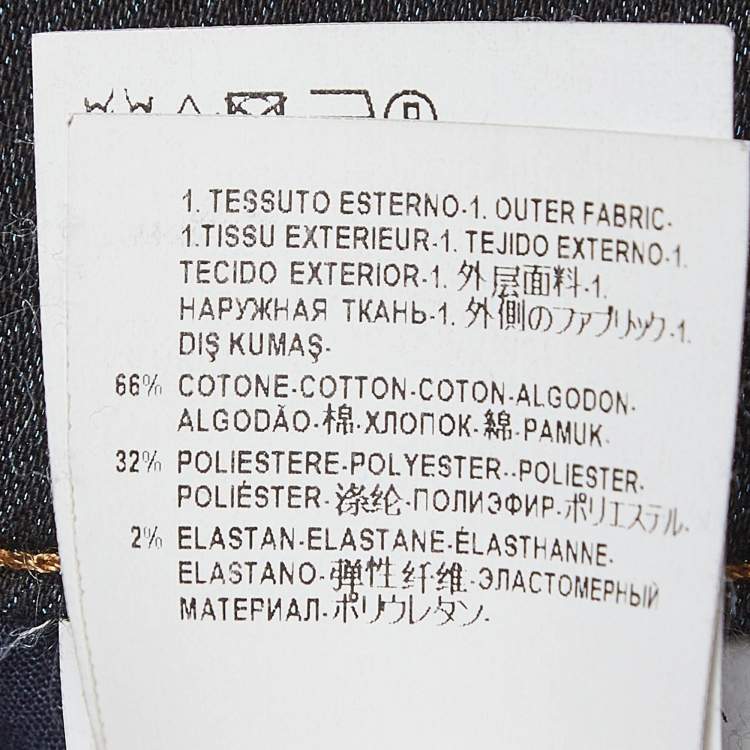 1. TESSUTO ESTERNO-1. OUTER FABRIC-
1.TISSU EXTERIEUR-1. TEJIDO EXTERNO-1.
TECIDO EXTERIOR-1. 外层面料-1.
НАРУЖНАЯ ТКАНЬ-1. 外側のファブリック-1.
DIŞ KUMAŞ-
66% COTONE-COTTON-COTON-ALGODON-
ALGODÃO-棉-ХЛОПОК-綿-PAMUK-
32% POLIESTERE-POLYESTER--POLIESTER-
POLIÉSTER-涤纶-ПОЛИЭФИР-ポリエステル-
2% ELASTAN-ELASTANE-ÉLASTHANNE-
ELASTANO-弹性纤维-ЭЛАСТОМЕРНЫЙ
МАТЕРИАЛ-ポリウレタン-